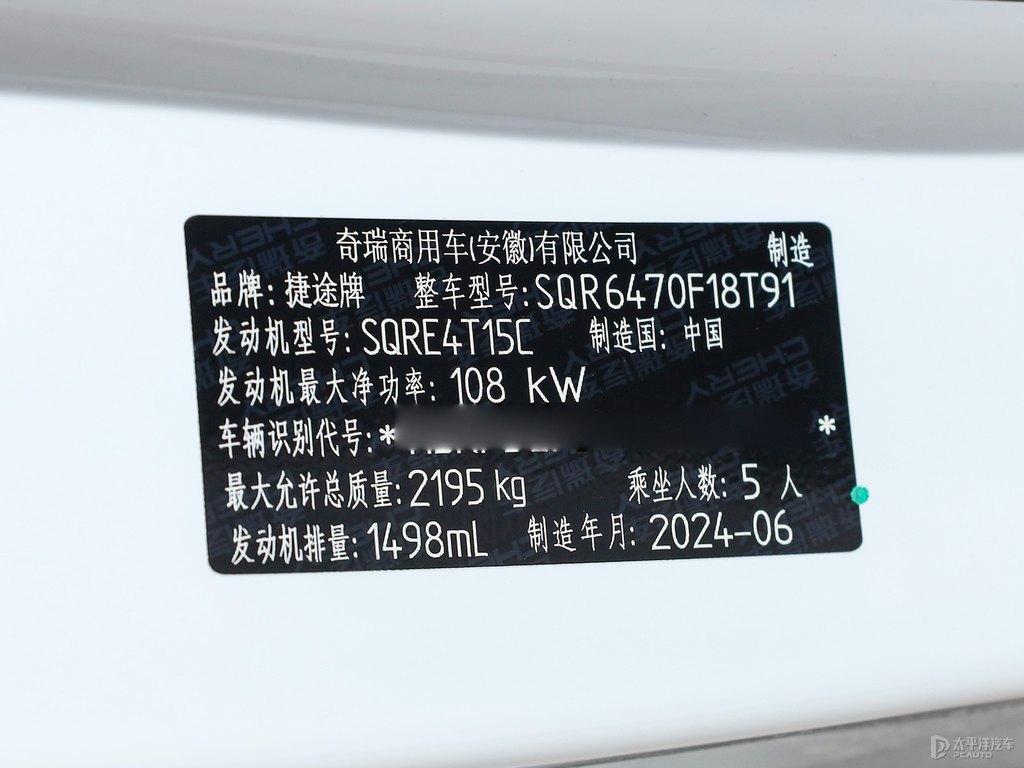 奇瑞商用车(安徽)有限公司 制造
品牌: 捷途牌 整车型号: SQR6470F18T91
发动机型号: SQRE4T15C 制造国: 中国
发动机最大净功率: 108 kW
车辆识别代号: * *
最大允许总质量: 2195 kg 乘坐人数: 5 人
发动机排量: 1498mL 制造年月: 2024-06
太平洋汽车
PCAUTO